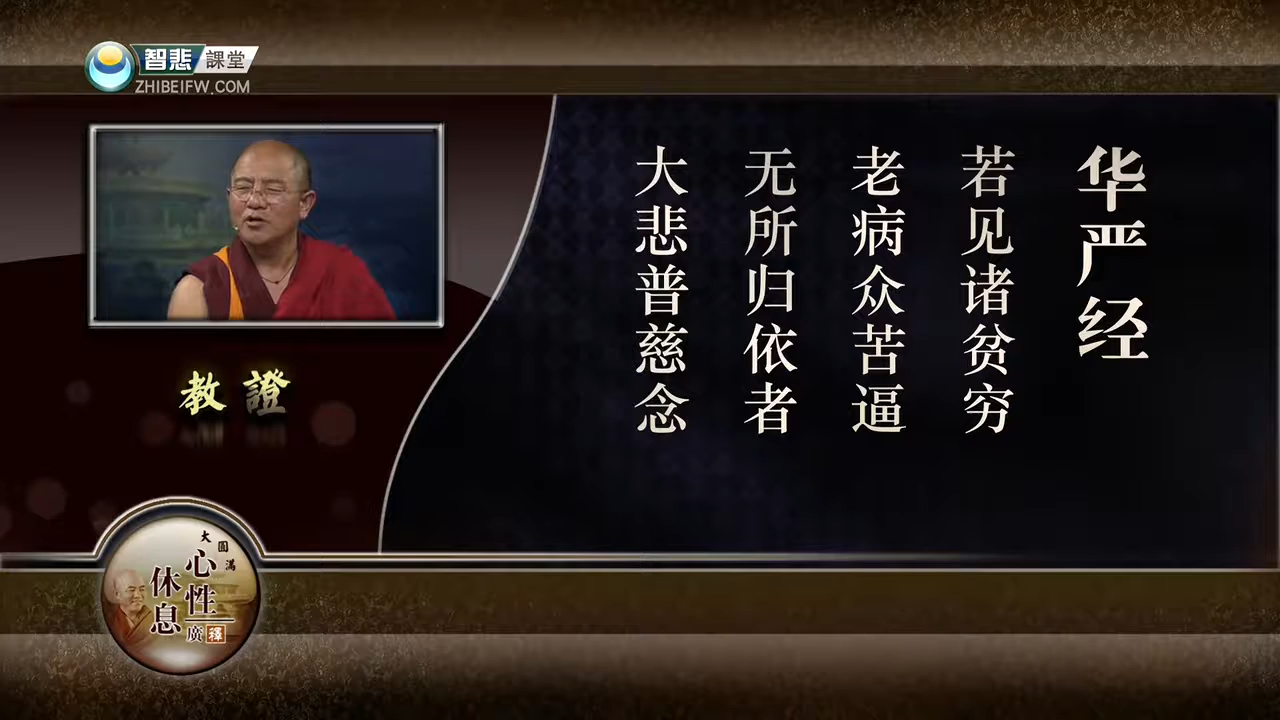 智悲課堂
ZHIBEIFW.COM
华严经
若见诸贫穷
老病众苦逼
无所归依者
大悲普慈念
教證
大圓满
心性
休息
廣釋